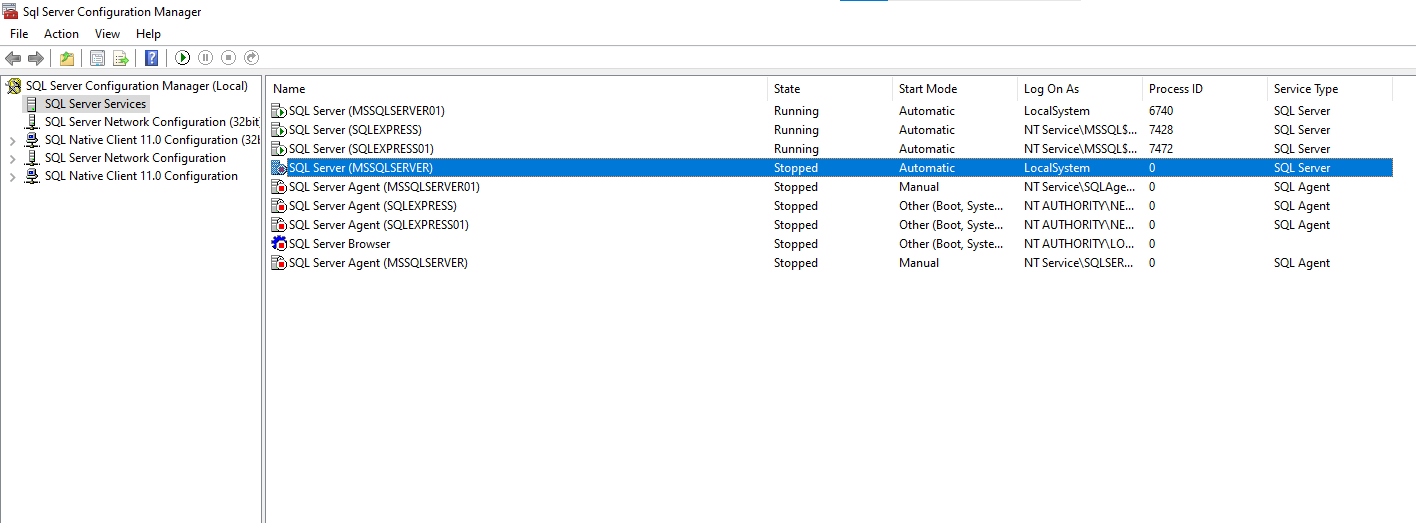 Sql Server Configuration Manager
File Action View Help
SQL Server Configuration Manager (Local)
SQL Server Services
SQL Server Network Configuration (32bit
SQL Native Client 11.0 Configuration (32l
SQL Server Network Configuration
SQL Native Client 11.0 Configuration
Name State Start Mode Log On As Process ID Service Type
SQL Server (MSSQLSERVER01) Running Automatic LocalSystem 6740 SQL Server
SQL Server (SQLEXPRESS) Running Automatic NT Service\MSSQL$... 7428 SQL Server
SQL Server (SQLEXPRESS01) Running Automatic NT Service\MSSQL$... 7472 SQL Server
SQL Server (MSSQLSERVER) Stopped Automatic LocalSystem 0 SQL Server
SQL Server Agent (MSSQLSERVER01) Stopped Manual NT Service\SQLAge... 0 SQL Agent
SQL Server Agent (SQLEXPRESS) Stopped Other (Boot, Syste... NT AUTHORITY\NE... 0 SQL Agent
SQL Server Agent (SQLEXPRESS01) Stopped Other (Boot, Syste... NT AUTHORITY\NE... 0 SQL Agent
SQL Server Browser Stopped Other (Boot, Syste... NT AUTHORITY\LO... 0
SQL Server Agent (MSSQLSERVER) Stopped Manual NT Service\SQLSER... 0 SQL Agent